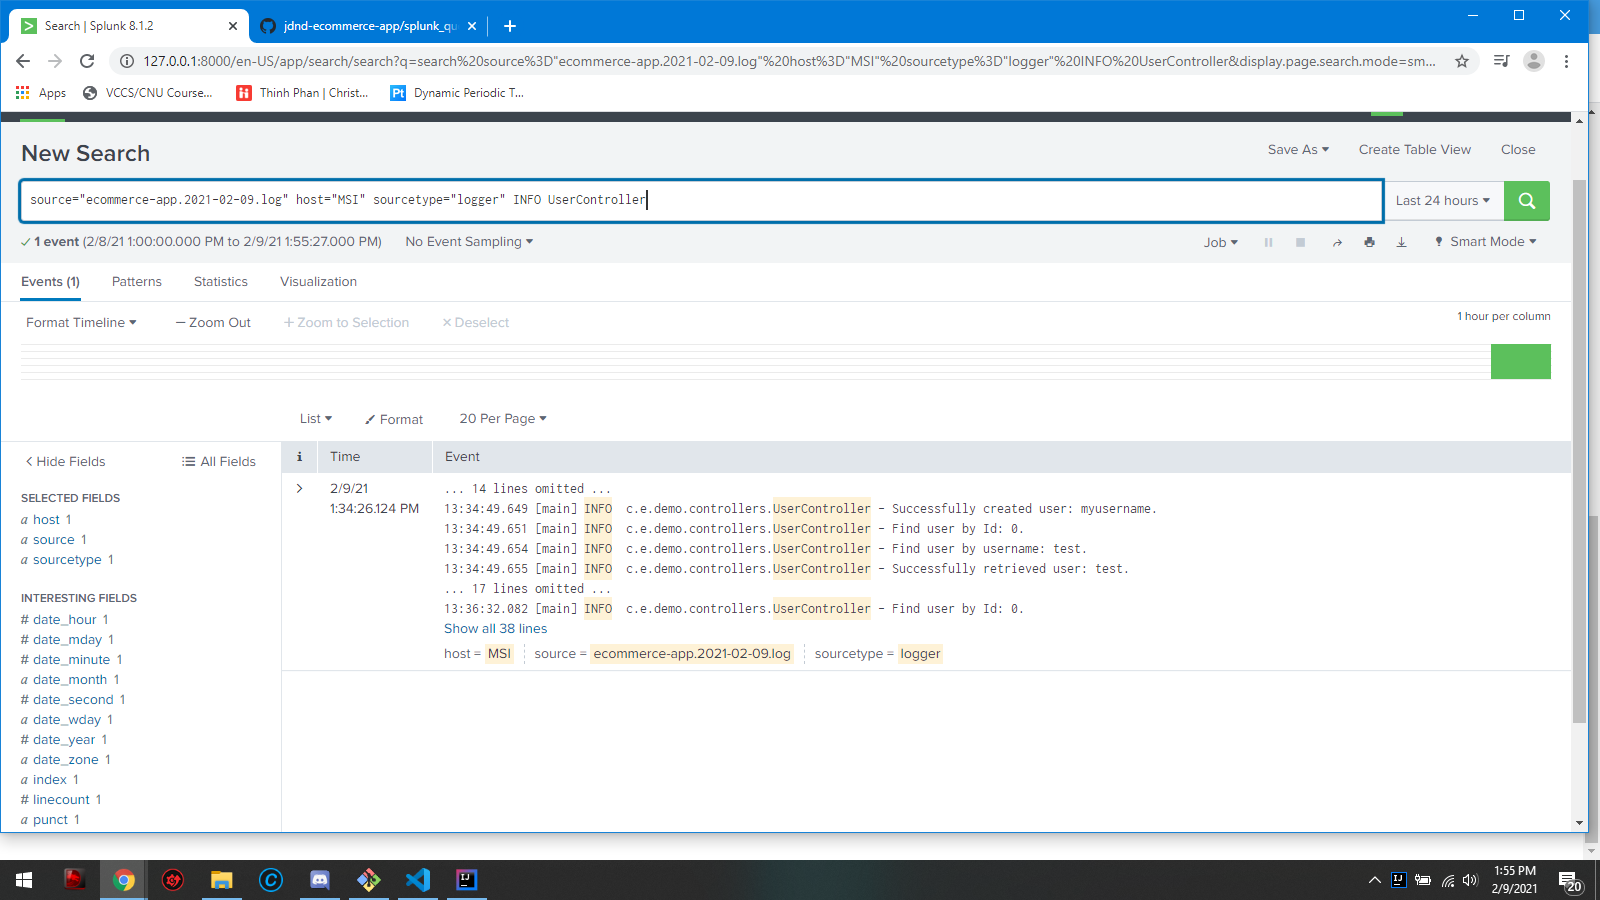 Search | Splunk 8.1.2
jdnd-ecommerce-app/splunk_qu
127.0.0.1:8000/en-US/app/search/search?q=search%20source%3D"ecommerce-app.2021-02-09.log"%20host%3D"MSI"%20sourcetype%3D"logger"%20INFO%20UserController&display.page.search.mode=sm...
Apps
VCCS/CNU Course...
Thinh Phan | Christ...
Pt Dynamic Periodic T...
New Search
Save As
Create Table View
Close
source="ecommerce-app.2021-02-09.log" host="MSI" sourcetype="logger" INFO UserController
Last 24 hours
✓ 1 event (2/8/21 1:00:00.000 PM to 2/9/21 1:55:27.000 PM)
No Event Sampling
Job
Smart Mode
Events (1)
Patterns
Statistics
Visualization
Format Timeline
— Zoom Out
+ Zoom to Selection
× Deselect
1 hour per column
List
Format
20 Per Page
< Hide Fields
All Fields
i
Time
Event
SELECTED FIELDS
a host 1
a source 1
a sourcetype 1
INTERESTING FIELDS
# date_hour 1
# date_mday 1
# date_minute 1
a date_month 1
# date_second 1
a date_wday 1
# date_year 1
a date_zone 1
a index 1
# linecount 1
a punct 1
2/9/21
1:34:26.124 PM
... 14 lines omitted ...
13:34:49.649 [main] INFO  c.e.demo.controllers.UserController - Successfully created user: myusername.
13:34:49.651 [main] INFO  c.e.demo.controllers.UserController - Find user by Id: 0.
13:34:49.654 [main] INFO  c.e.demo.controllers.UserController - Find user by username: test.
13:34:49.655 [main] INFO  c.e.demo.controllers.UserController - Successfully retrieved user: test.
... 17 lines omitted ...
13:36:32.082 [main] INFO  c.e.demo.controllers.UserController - Find user by Id: 0.
Show all 38 lines
host = MSI
source = ecommerce-app.2021-02-09.log
sourcetype = logger
1:55 PM
2/9/2021
20